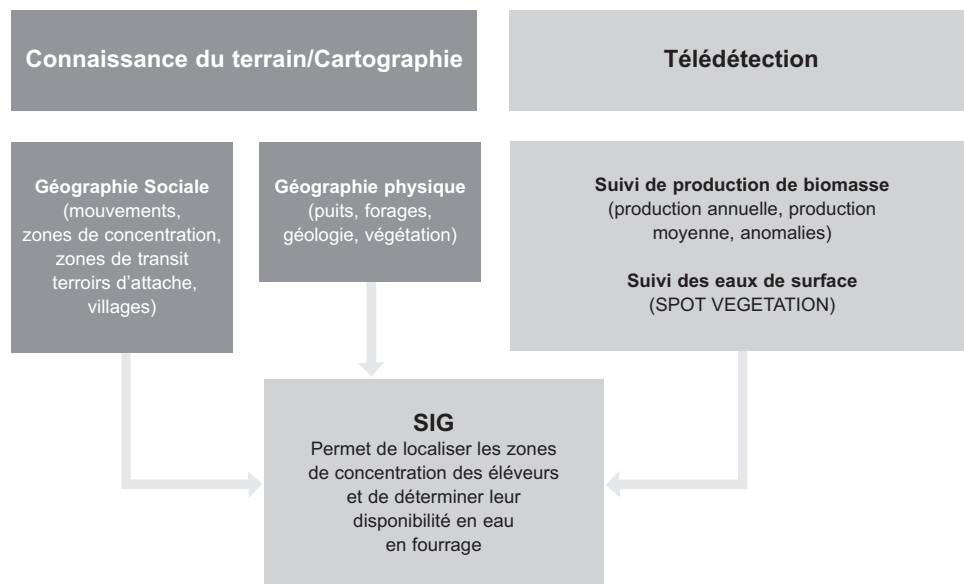 Connaissance du terrain/Cartographie
Télédétection
Géographie Sociale
(mouvements,
zones de concentration,
zones de transit
terroirs d'attache,
villages)
Géographie physique
(puits, forages,
géologie, végétation)
Suivi de production de biomasse
(production annuelle, production
moyenne, anomalies)
Suivi des eaux de surface
(SPOT VEGETATION)
SIG
Permet de localiser les zones
de concentration des éléveurs
et de déterminer leur
disponibilité en eau
en fourrage